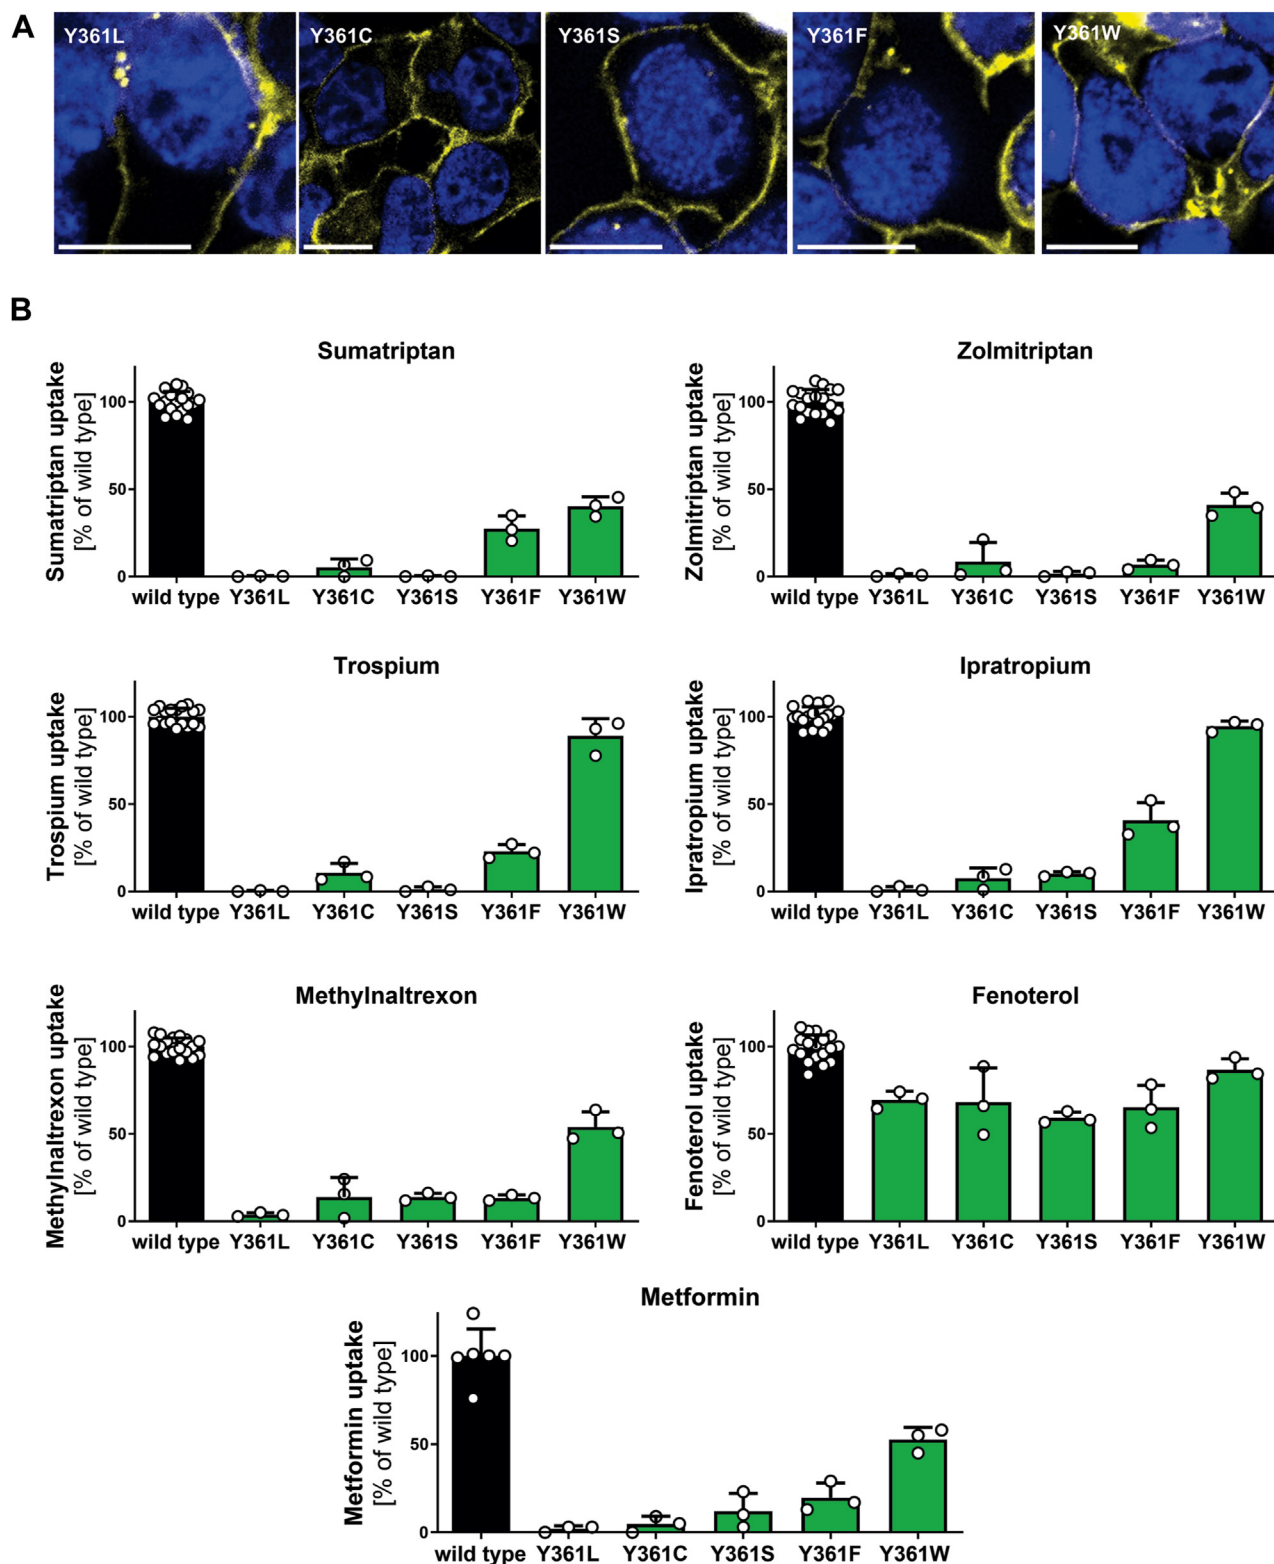 A
Y361L Y361C Y361S Y361F Y361W
B
Sumatriptan
Sumatriptan uptake
[% of wild type]
100
50
0
wild type Y361L Y361C Y361S Y361F Y361W
Zolmitriptan
Zolmitriptan uptake
[% of wild type]
100
50
0
wild type Y361L Y361C Y361S Y361F Y361W
Trospium
Trospium uptake
[% of wild type]
100
50
0
wild type Y361L Y361C Y361S Y361F Y361W
Ipratropium
Ipratropium uptake
[% of wild type]
100
50
0
wild type Y361L Y361C Y361S Y361F Y361W
Methylnaltrexon
Methylnaltrexon uptake
[% of wild type]
100
50
0
wild type Y361L Y361C Y361S Y361F Y361W
Fenoterol
Fenoterol uptake
[% of wild type]
100
50
0
wild type Y361L Y361C Y361S Y361F Y361W
Metformin
Metformin uptake
[% of wild type]
100
50
0
wild type Y361L Y361C Y361S Y361F Y361W